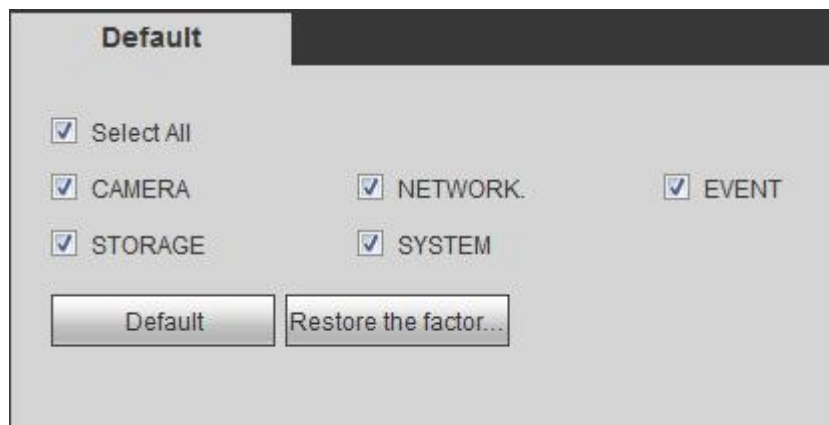 Default
Select All
CAMERA NETWORK. EVENT
STORAGE SYSTEM
Default Restore the factor...